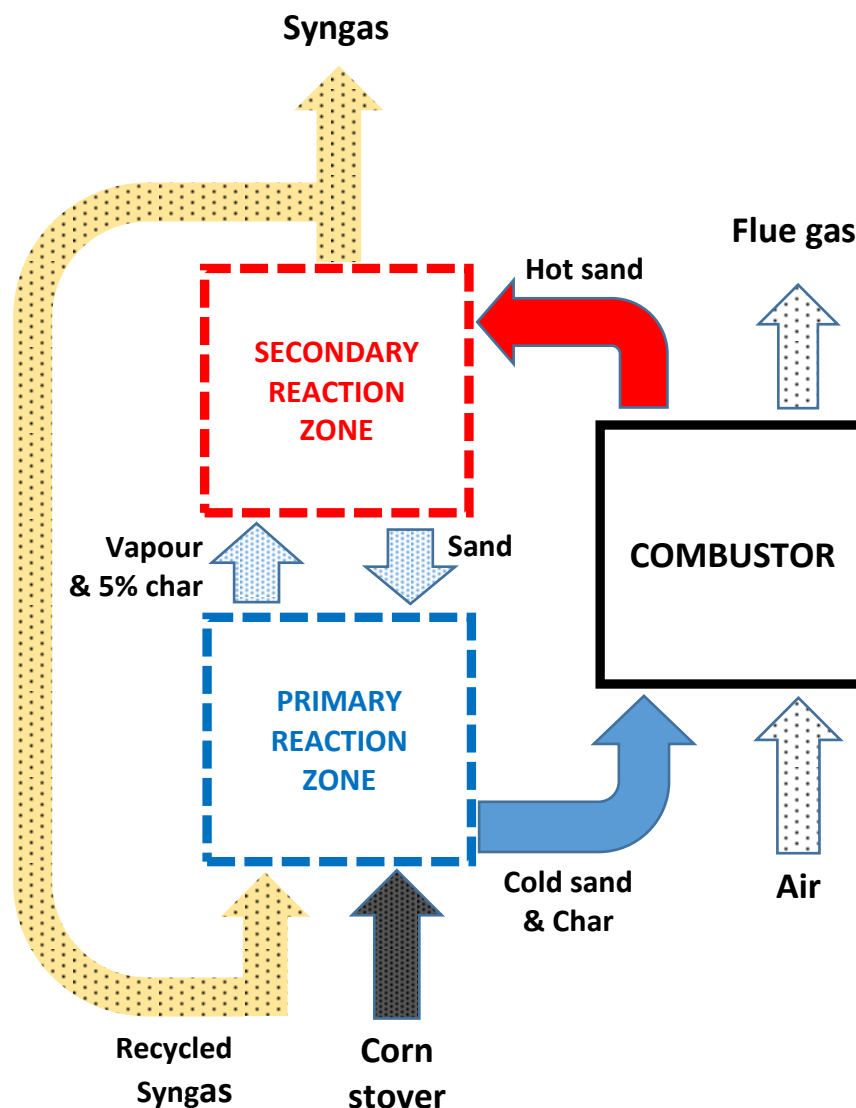 Syngas
Flue gas
Hot sand
SECONDARY
REACTION
ZONE
COMBUSTOR
Vapour
& 5% char
Sand
PRIMARY
REACTION
ZONE
Cold sand
& Char
Air
Recycled
Syngas
Corn
stover